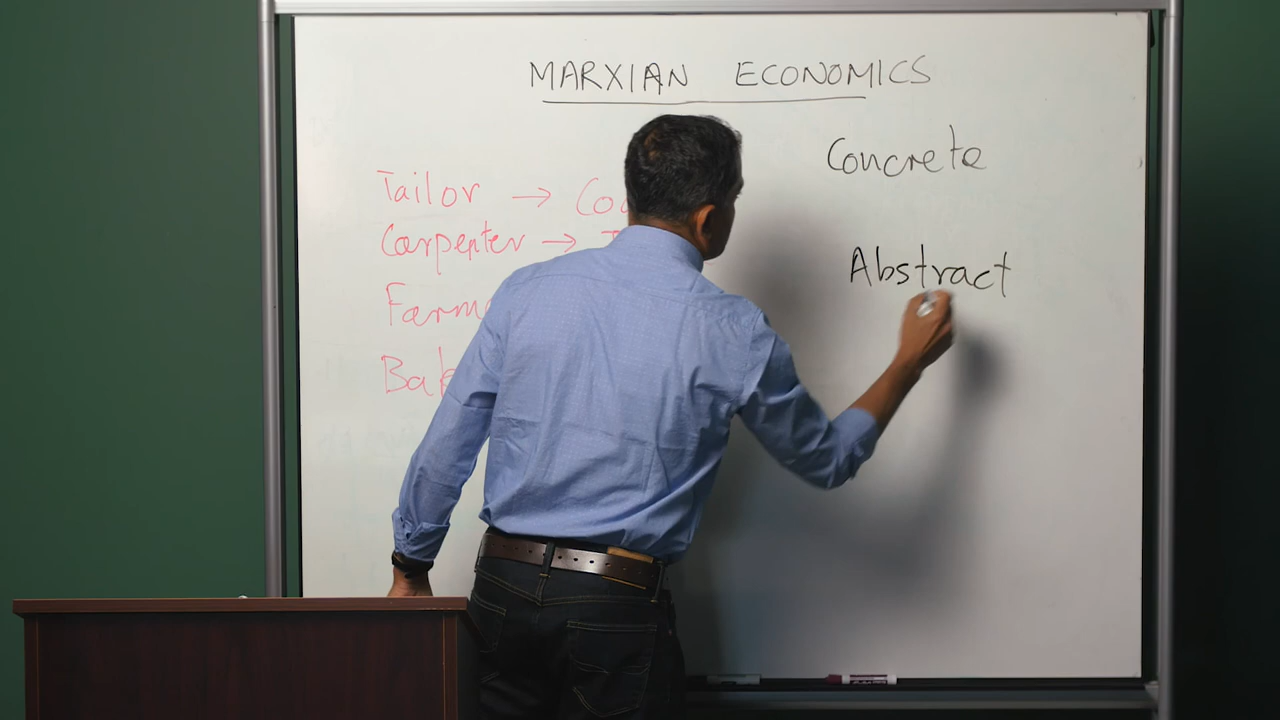 MARXIAN ECONOMICS
Concrete
Tailor →
Carpenter →
Abstract